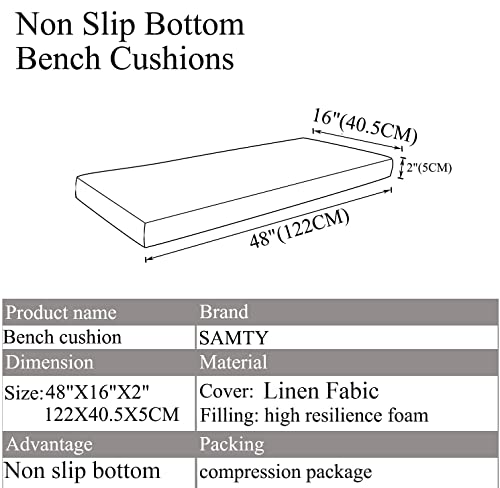 Non Slip Bottom
Bench Cushions
16"(40.5CM)
2"(5CM)
48"(122CM)
Product name Brand
Bench cushion SAMTY
Dimension Material
Size:48"X16"X2" Cover: Linen Fabic
122X40.5X5CM Filling: high resilience foam
Advantage Packing
Non slip bottom compression package